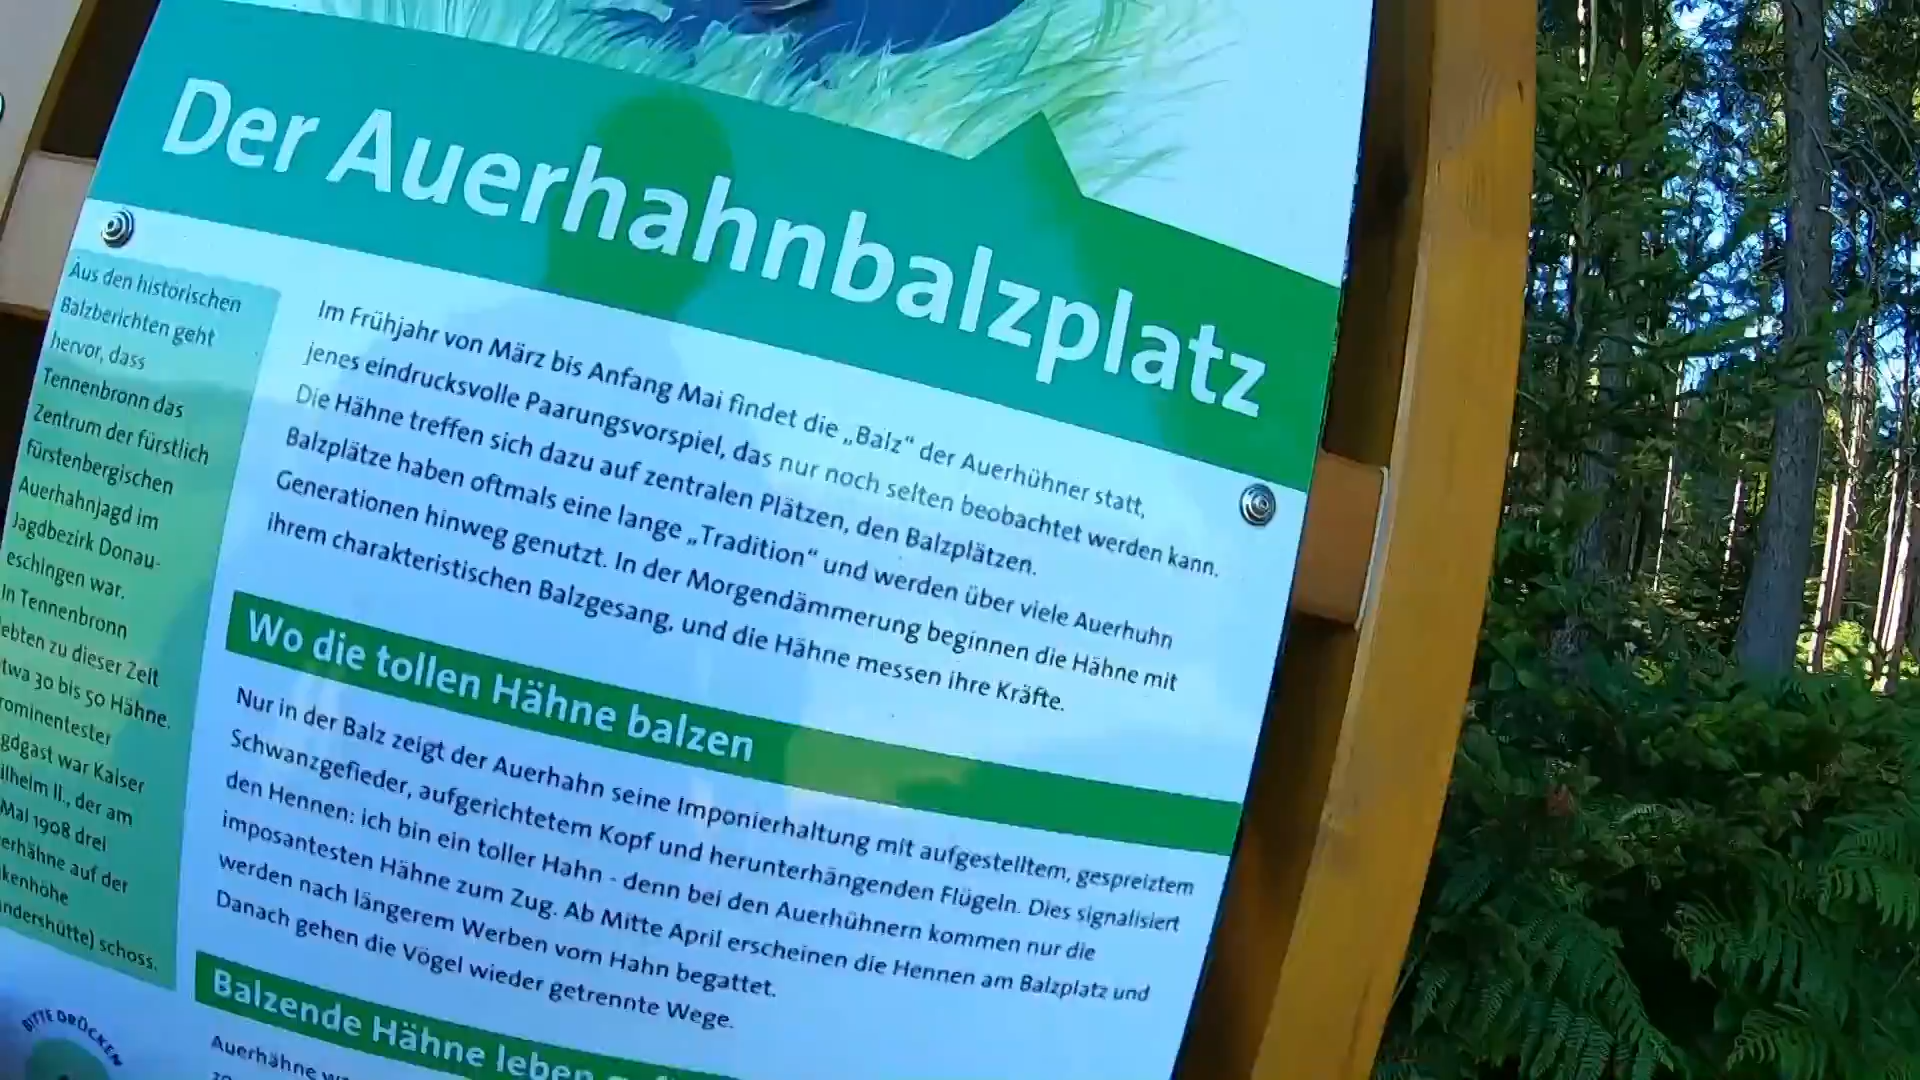 Der Auerhahnbalzplatz
Aus den historischen
Balzberichten geht
hervor, dass
Tennenbronn das
Zentrum der fürstlich
fürstenbergischen
Auerhahnjagd im
Jagdbezirk Donau-
eschingen war.
In Tennenbronn
lebten zu dieser Zeit
etwa 30 bis 50 Hähne.
Prominentester
Jagdgast war Kaiser
Wilhelm II., der am
Mai 1908 drei
Auerhähne auf der
schoss.
BITTE DRÜCKEN
Im Frühjahr von März bis Anfang Mai findet die „Balz“ der Auerhühner statt,
jenes eindrucksvolle Paarungsvorspiel, das nur noch selten beobachtet werden kann.
Die Hähne treffen sich dazu auf zentralen Plätzen, den Balzplätzen.
Balzplätze haben oftmals eine lange „Tradition“ und werden über viele Auerhuhn
Generationen hinweg genutzt. In der Morgendämmerung beginnen die Hähne mit
ihrem charakteristischen Balzgesang, und die Hähne messen ihre Kräfte.
Wo die tollen Hähne balzen
Nur in der Balz zeigt der Auerhahn seine Imponierhaltung mit aufgestelltem, gespreiztem
Schwanzgefieder, aufgerichtetem Kopf und herunterhängenden Flügeln. Dies signalisiert
den Hennen: ich bin ein toller Hahn - denn bei den Auerhühnern kommen nur die
imposantesten Hähne zum Zug. Ab Mitte April erscheinen die Hennen am Balzplatz und
werden nach längerem Werben vom Hahn begattet.
Danach gehen die Vögel wieder getrennte Wege.
Balzende Hähne leben
Auerhähne